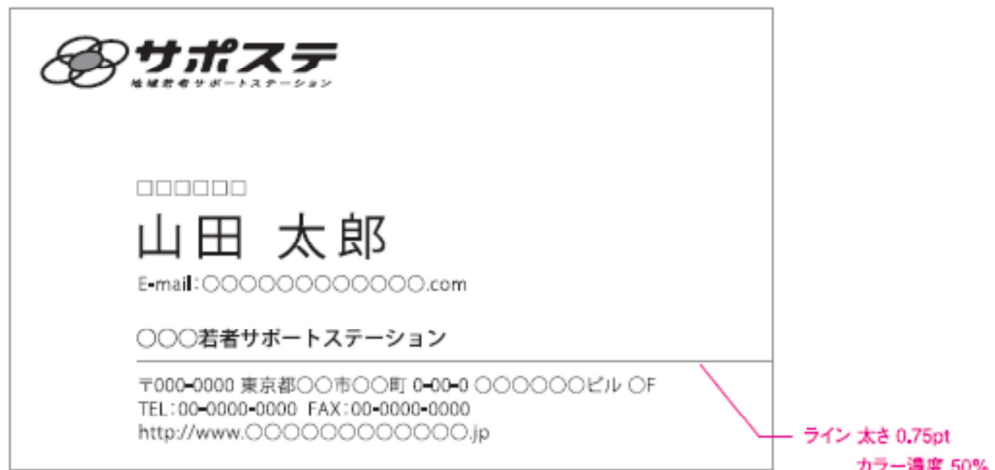 サポステ
地域若者サポートステーション
□□□□□□
山田 太郎
E-mail:○○○○○○○○○○○○.com
○○○若者サポートステーション
〒000-0000 東京都○○市○○町 0-00-0 ○○○○○○ビル ○F
TEL:00-0000-0000 FAX:00-0000-0000
http://www.○○○○○○○○○○○○.jp
ライン 太さ 0.75pt
カラー濃度 50%